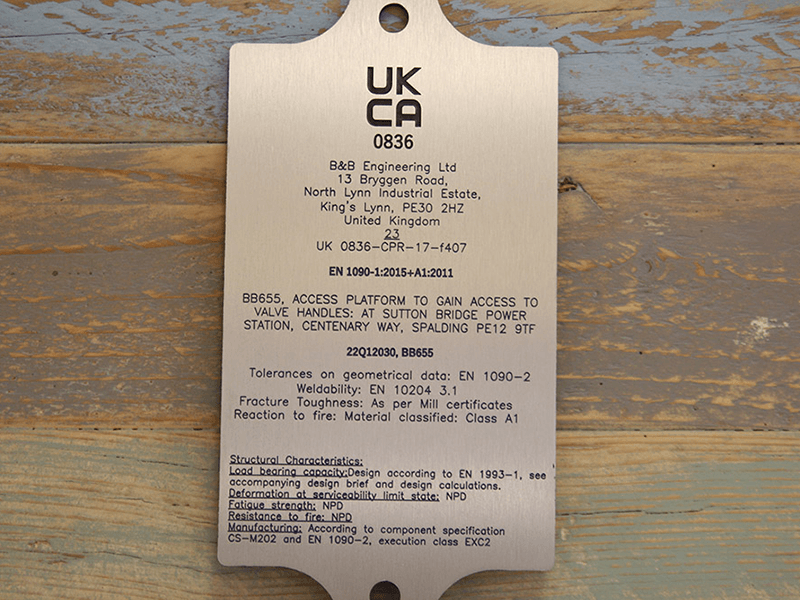 UK
CA
0836
B&B Engineering Ltd
13 Bryggen Road,
North Lynn Industrial Estate,
King's Lynn, PE30 2HZ
United Kingdom
23
UK 0836-CPR-17-f407
EN 1090-1:2015+A1:2011
BB655, ACCESS PLATFORM TO GAIN ACCESS TO
VALVE HANDLES: AT SUTTON BRIDGE POWER
STATION, CENTENARY WAY, SPALDING PE12 9TF
22Q12030, BB655
Tolerances on geometrical data: EN 1090-2
Weldability: EN 10204 3.1
Fracture Toughness: As per Mill certificates
Reaction to fire: Material classified: Class A1
Structural Characteristics:
Load bearing capacity:Design according to EN 1993-1, see
accompanying design brief and design calculations.
Deformation at serviceability limit state: NPD
Fatigue strength: NPD
Resistance to fire: NPD
Manufacturing: According to component specification
CS-M202 and EN 1090-2, execution class EXC2